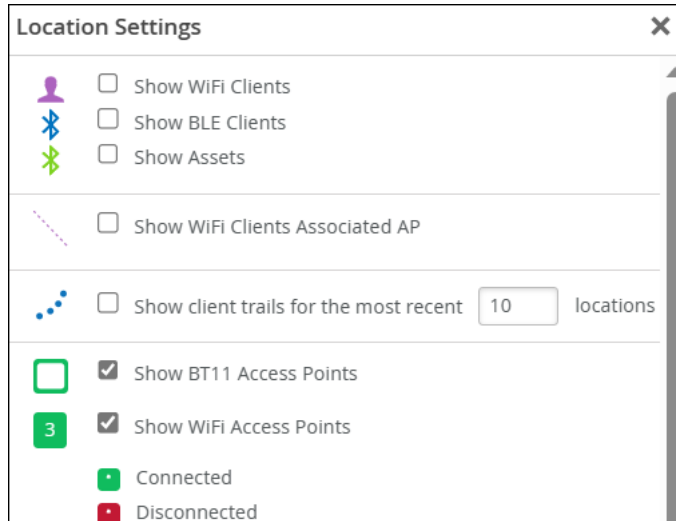 Location Settings
Show WiFi Clients
Show BLE Clients
Show Assets
Show WiFi Clients Associated AP
Show client trails for the most recent 10 locations
Show BT11 Access Points
3 Show WiFi Access Points
Connected
Disconnected